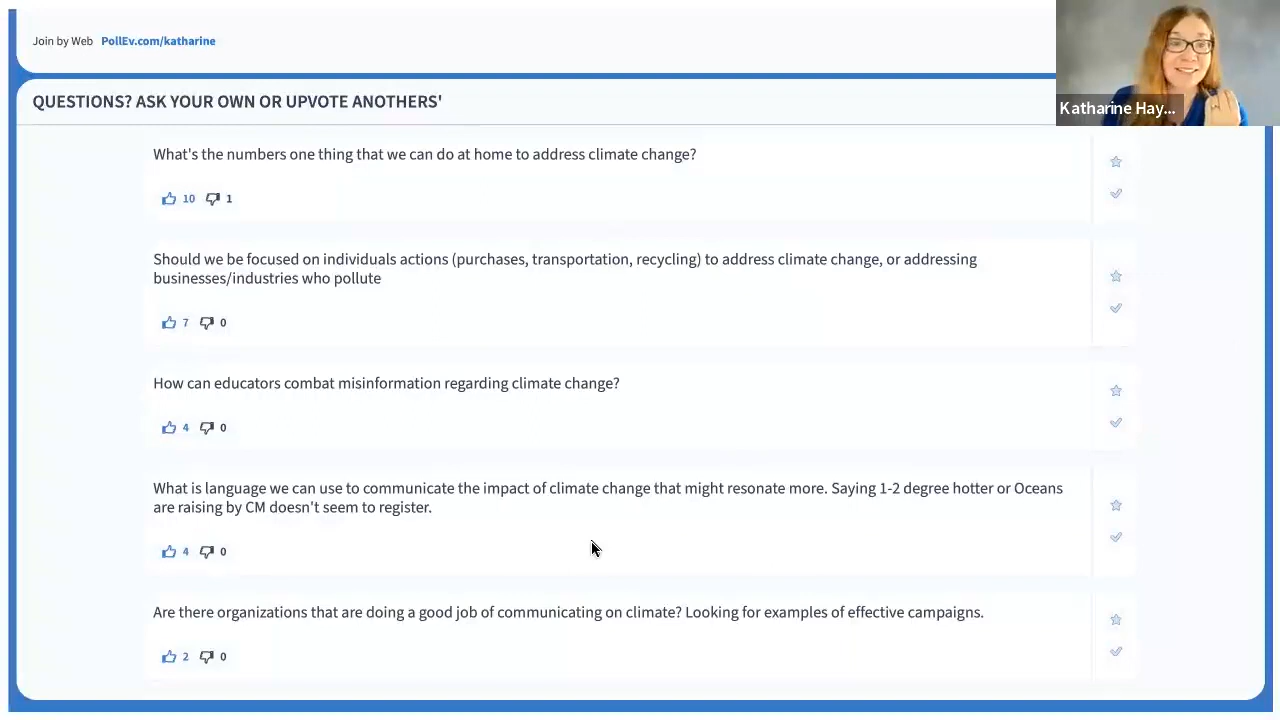 Join by Web PollEv.com/katharine
Katharine Hay...
QUESTIONS? ASK YOUR OWN OR UPVOTE ANOTHERS'
What's the numbers one thing that we can do at home to address climate change?
10 1
Should we be focused on individuals actions (purchases, transportation, recycling) to address climate change, or addressing
businesses/industries who pollute
7 0
How can educators combat misinformation regarding climate change?
4 0
What is language we can use to communicate the impact of climate change that might resonate more. Saying 1-2 degree hotter or Oceans
are raising by CM doesn't seem to register.
4 0
Are there organizations that are doing a good job of communicating on climate? Looking for examples of effective campaigns.
2 0